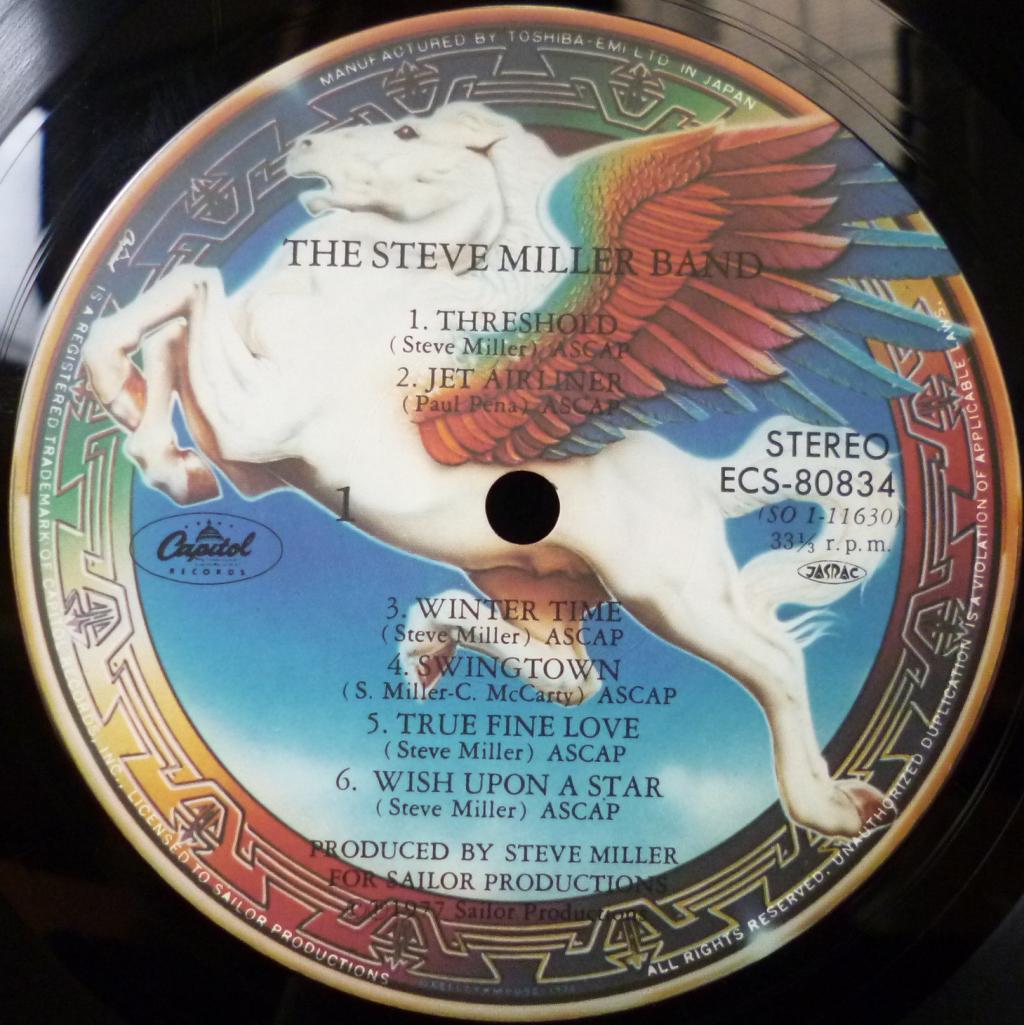 MANUFACTURED BY TOSHIBA-EMI LTD IN JAPAN
THE STEVE MILLER BAND
1. THRESHOLD
(Steve Miller) ASCAP
2. JET AIRLINER
(Paul Pena) ASCAP
STEREO
ECS-80834
(SO 1-11630)
33⅓ r.p.m.
JASRAC
1
Capitol
RECORDS
3. WINTER TIME
(Steve Miller) ASCAP
4. SWINGTOWN
(S. Miller-C. McCarty) ASCAP
5. TRUE FINE LOVE
(Steve Miller) ASCAP
6. WISH UPON A STAR
(Steve Miller) ASCAP
PRODUCED BY STEVE MILLER
FOR SAILOR PRODUCTIONS
1977 Sailor Productions
IS A REGISTERED TRADEMARK OF CAPITOL RECORDS, INC., LICENSED TO SAILOR PRODUCTIONS
ALL RIGHTS RESERVED. UNAUTHORIZED DUPLICATION IS A VIOLATION OF APPLICABLE LAWS.